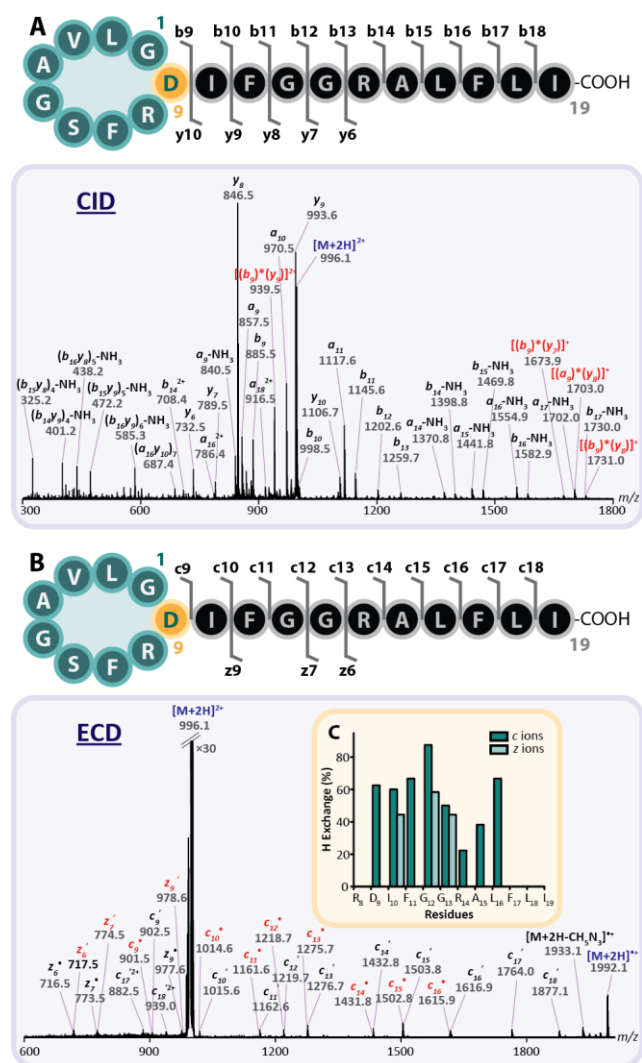 A
1
b9 b10 b11 b12 b13 b14 b15 b16 b17 b18
G L V A G S F R D I F G G R A L F L I -COOH
9
19
y10 y9 y8 y7 y6
CID
y8
846.5
y9
993.6
a10
970.5
[M+2H]2+
996.1
[(b9)*(y9)]2+
939.5
a9
857.5
b9
885.5
a9-NH3
840.5
a18 2+
916.5
(b16y8)5-NH3
438.2
(b15y8)4-NH3
325.2
(b15y9)5-NH3
472.2
(b14y9)4-NH3
401.2
(b16y9)6-NH3
585.3
(a16y10)7
687.4
b14 2+
708.4
y6
732.5
y7
789.5
a16 2+
786.4
a11
1117.6
b11
1145.6
y10
1106.7
b10
998.5
b12
1202.6
b13
1259.7
b14-NH3
1398.8
a14-NH3
1370.8
b15-NH3
1469.8
a15-NH3
1441.8
a16-NH3
1554.9
b16-NH3
1582.9
[(b9)*(y7)]+
1673.9
[(a9)*(y8)]+
1703.0
a17-NH3
1702.0
b17-NH3
1730.0
[(b9)*(y8)]+
1731.0
300 600 900 1200 1500 1800 m/z
B
1
c9 c10 c11 c12 c13 c14 c15 c16 c17 c18
G L V A G S F R D I F G G R A L F L I -COOH
9
19
z9 z7 z6
ECD
[M+2H]2+
996.1
×30
C
c ions
z ions
H Exchange (%)
80
60
40
20
0
R8 D9 I10 F11 G12 G13 R14 A15 L16 F17 L18 I19
Residues
z6•
716.5
z6′
717.5
z7′
774.5
z7•
773.5
c9•
901.5
c9′
902.5
c17′2+
882.5
c18′2+
939.0
z9′
978.6
z9•
977.6
c10•
1014.6
c10′
1015.6
c11•
1161.6
c11′
1162.6
c12•
1218.7
c12′
1219.7
c13•
1275.7
c13′
1276.7
c14′
1432.8
c14•
1431.8
c15′
1503.8
c15•
1502.8
c16•
1615.9
c16′
1616.9
c17′
1764.0
c18′
1877.1
[M+2H-CH5N3]•+
1933.1
[M+2H]•+
1992.1
600 900 1200 1500 1800 m/z